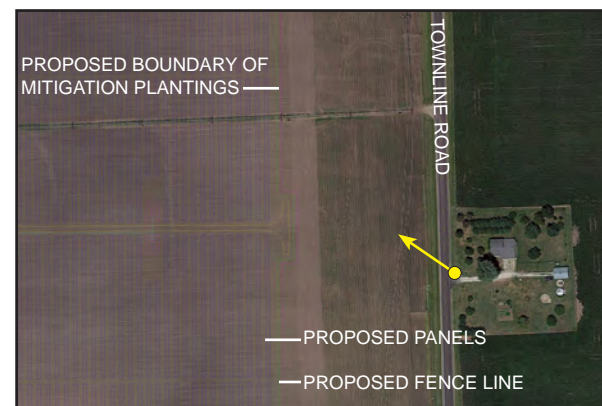 PROPOSED BOUNDARY OF
MITIGATION PLANTINGS
TOWNLINE ROAD
PROPOSED PANELS
PROPOSED FENCE LINE